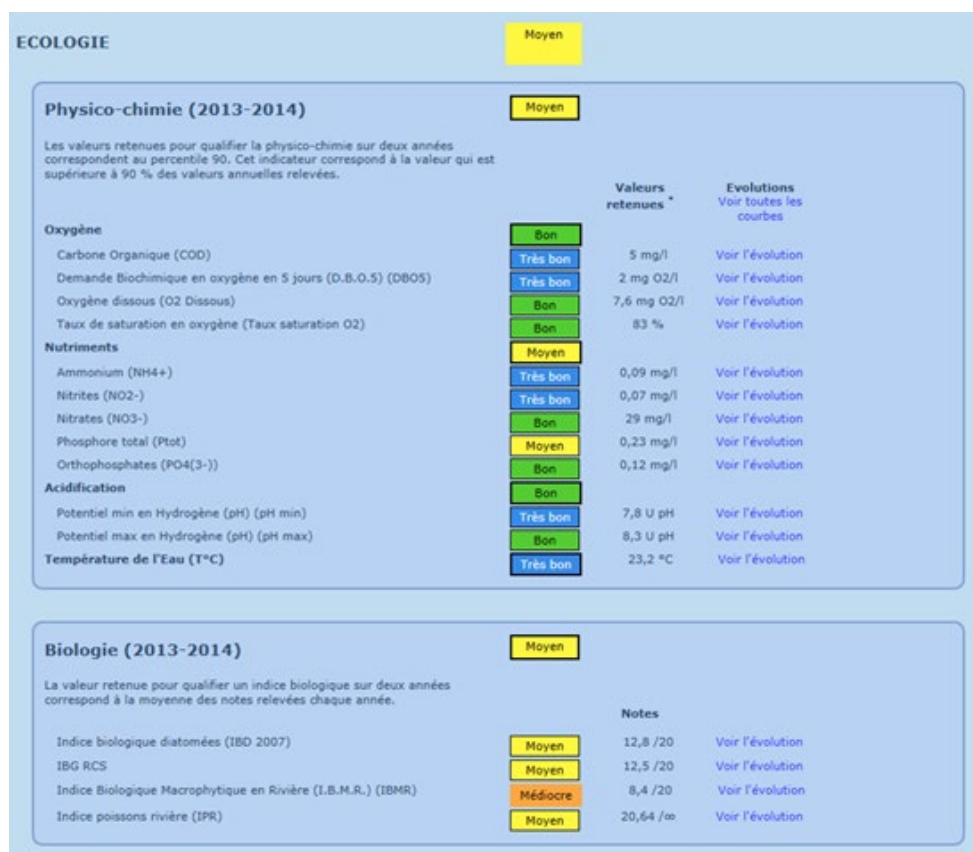 ECOLOGIE Moyen
Physico-chimie (2013-2014) Moyen
Les valeurs retenues pour qualifier la physico-chimie sur deux années
correspondent au percentile 90. Cet indicateur correspond à la valeur qui est
supérieure à 90 % des valeurs annuelles relevées.
Valeurs retenues * Evolutions
Voir toutes les
courbes
Oxygène Bon
Carbone Organique (COD) Très bon 5 mg/l Voir l'évolution
Demande Biochimique en oxygène en 5 jours (D.B.O.5) (DBO5) Très bon 2 mg O2/l Voir l'évolution
Oxygène dissous (O2 Dissous) Bon 7,6 mg O2/l Voir l'évolution
Taux de saturation en oxygène (Taux saturation O2) Bon 83 % Voir l'évolution
Nutriments Moyen
Ammonium (NH4+) Très bon 0,09 mg/l Voir l'évolution
Nitrites (NO2-) Très bon 0,07 mg/l Voir l'évolution
Nitrates (NO3-) Bon 29 mg/l Voir l'évolution
Phosphore total (Ptot) Moyen 0,23 mg/l Voir l'évolution
Orthophosphates (PO4(3-)) Bon 0,12 mg/l Voir l'évolution
Acidification Bon
Potentiel min en Hydrogène (pH) (pH min) Très bon 7,8 U pH Voir l'évolution
Potentiel max en Hydrogène (pH) (pH max) Bon 8,3 U pH Voir l'évolution
Température de l'Eau (T°C) Très bon 23,2 °C Voir l'évolution
Biologie (2013-2014) Moyen
La valeur retenue pour qualifier un indice biologique sur deux années
correspond à la moyenne des notes relevées chaque année.
Notes
Indice biologique diatomées (IBD 2007) Moyen 12,8 /20 Voir l'évolution
IBG RCS Moyen 12,5 /20 Voir l'évolution
Indice Biologique Macrophytique en Rivière (I.B.M.R.) (IBMR) Médiocre 8,4 /20 Voir l'évolution
Indice poissons rivière (IPR) Moyen 20,64 /∞ Voir l'évolution